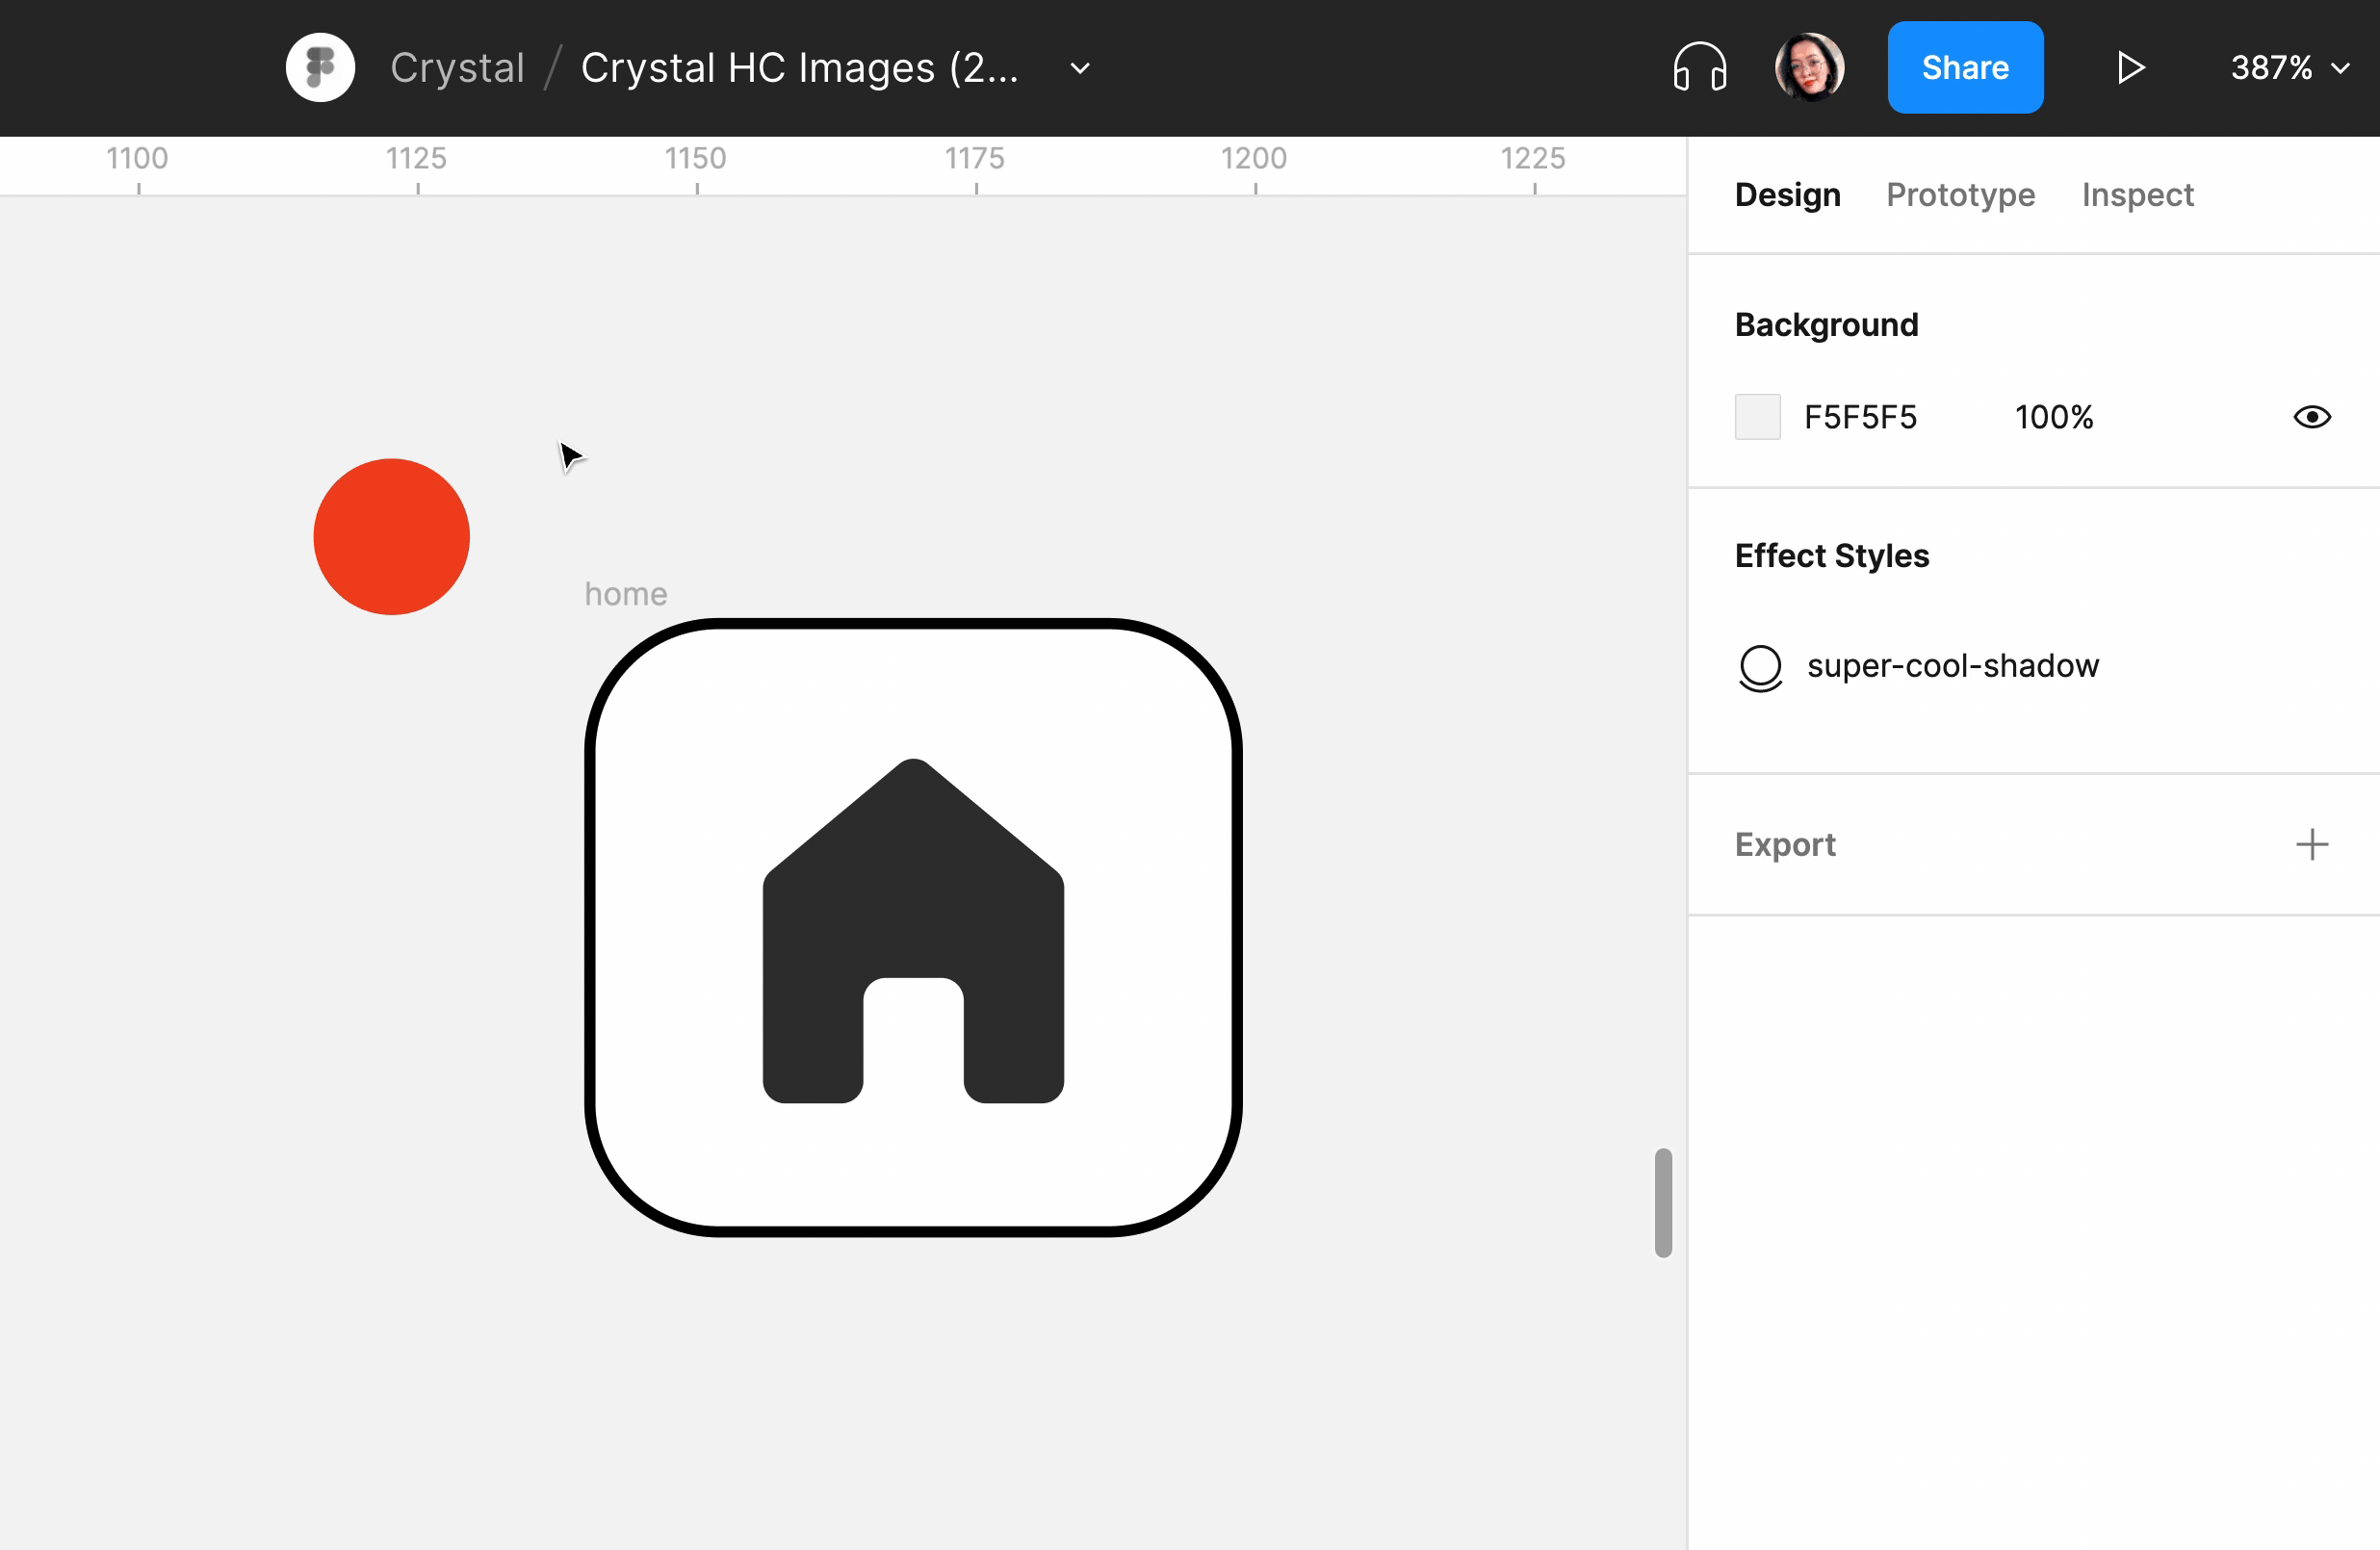 Crystal / Crystal HC Images (2...
Share
387%
1100 1125 1150 1175 1200 1225
Design Prototype Inspect
Background
F5F5F5 100%
Effect Styles
home
super-cool-shadow
Export